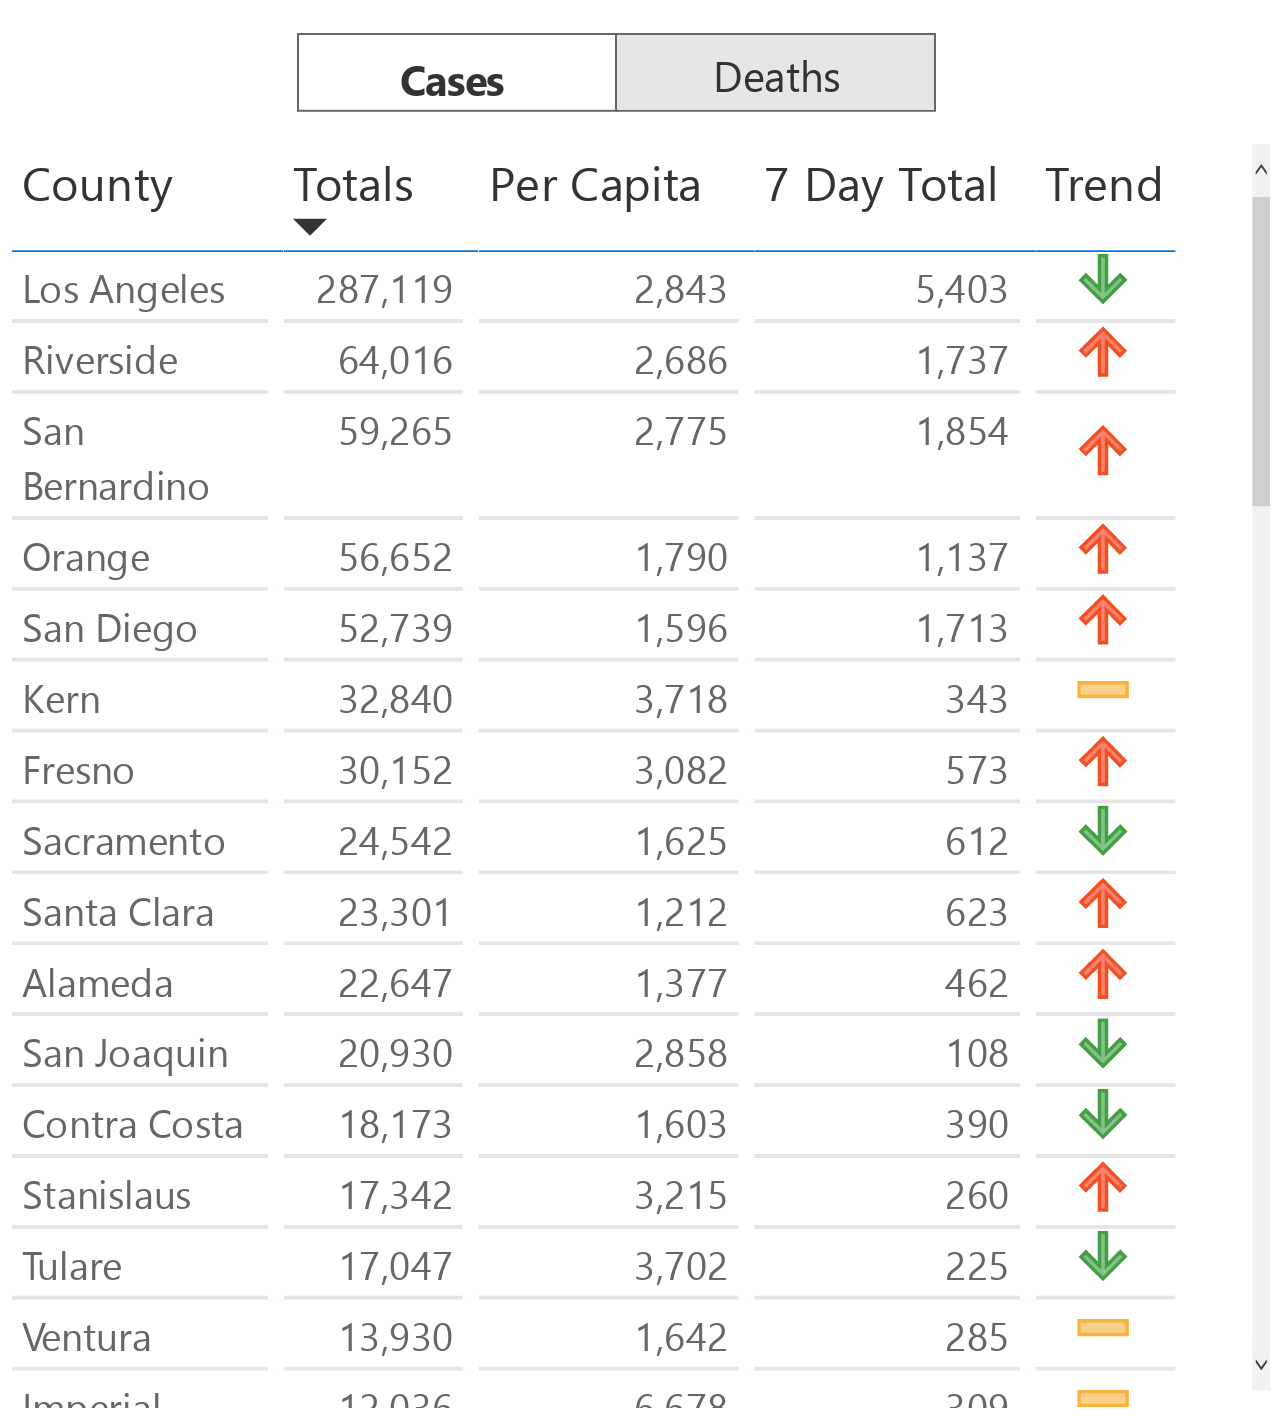 Cases Deaths
County Totals Per Capita 7 Day Total Trend
Los Angeles 287,119 2,843 5,403
Riverside 64,016 2,686 1,737
San 59,265 2,775 1,854
Bernardino
Orange 56,652 1,790 1,137
San Diego 52,739 1,596 1,713
Kern 32,840 3,718 343
Fresno 30,152 3,082 573
Sacramento 24,542 1,625 612
Santa Clara 23,301 1,212 623
Alameda 22,647 1,377 462
San Joaquin 20,930 2,858 108
Contra Costa 18,173 1,603 390
Stanislaus 17,342 3,215 260
Tulare 17,047 3,702 225
Ventura 13,930 1,642 285
Imperial 12,036 6,678 309